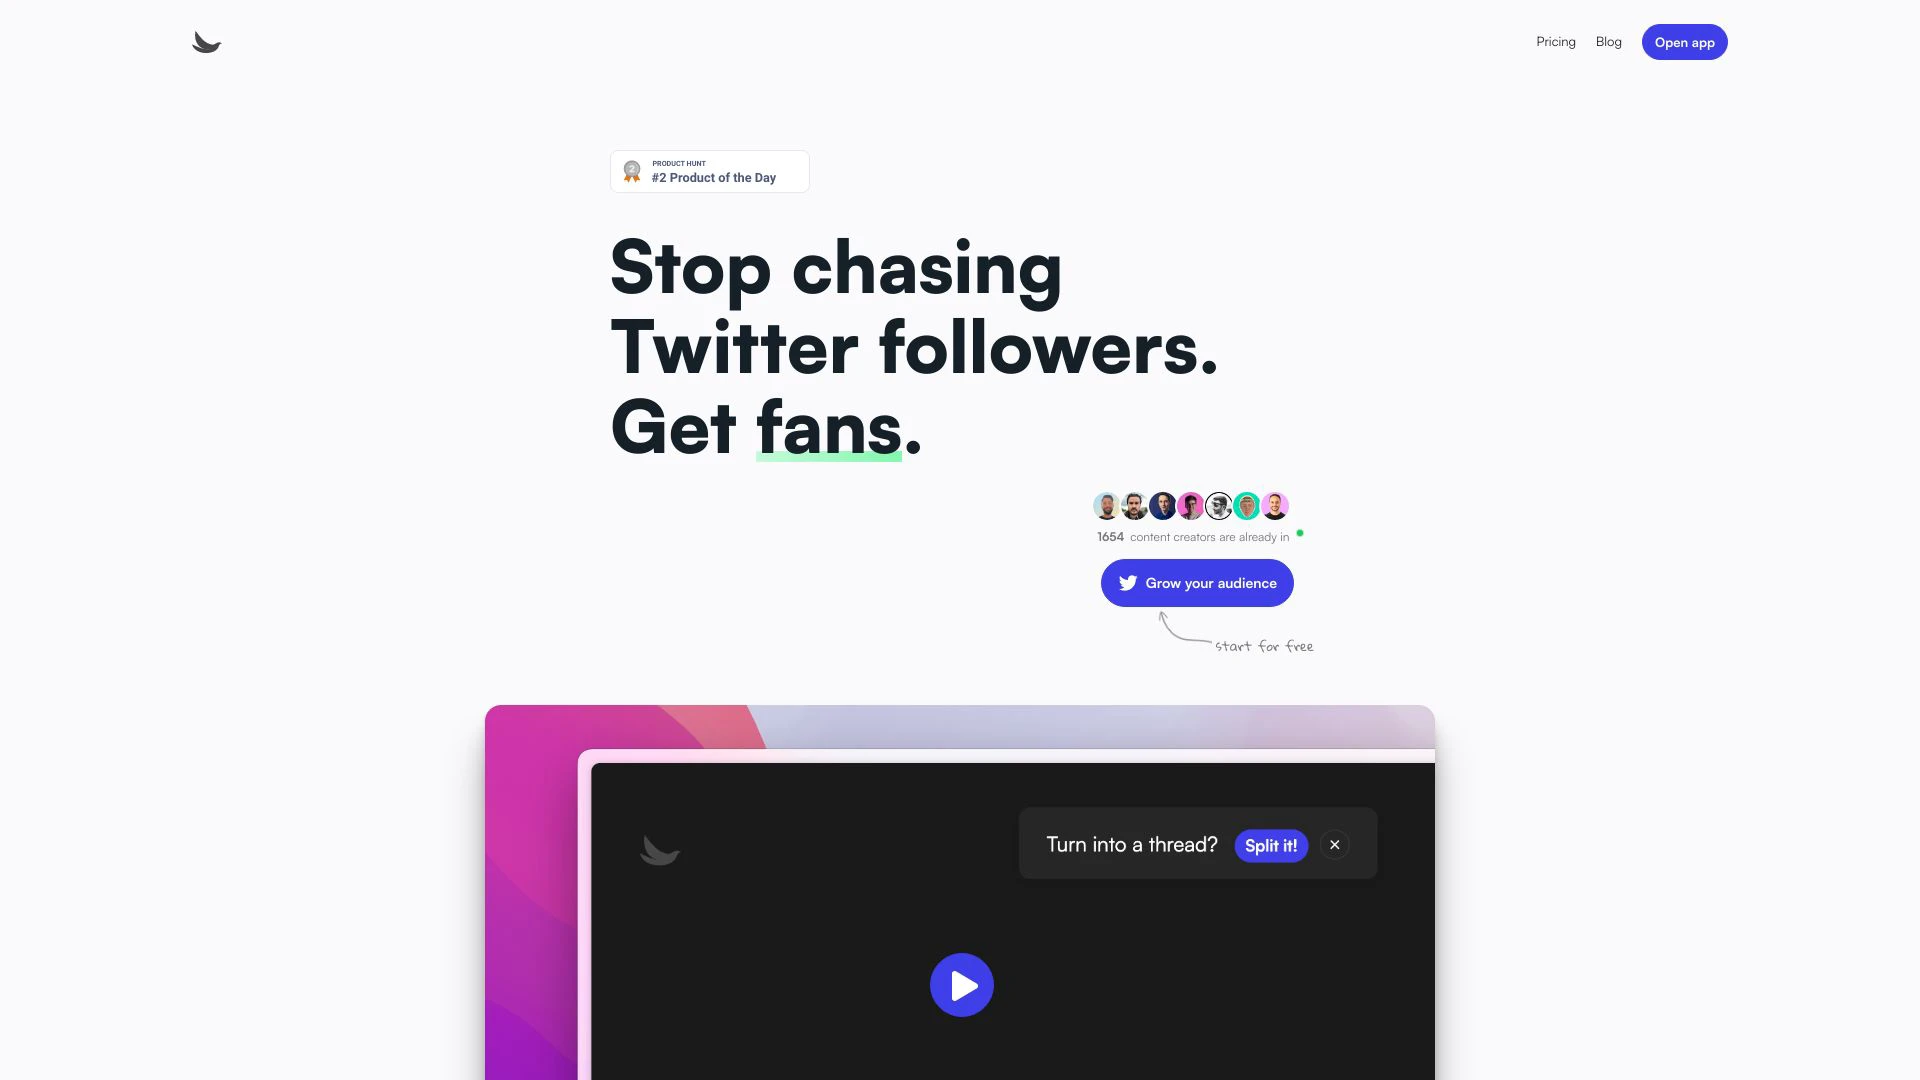 Pricing
Blog
Open app
2
PRODUCT HUNT
#2 Product of the Day
Stop chasing
Twitter followers.
Get fans.
1654 content creators are already in
Grow your audience
start for free
Turn into a thread?
Split it!